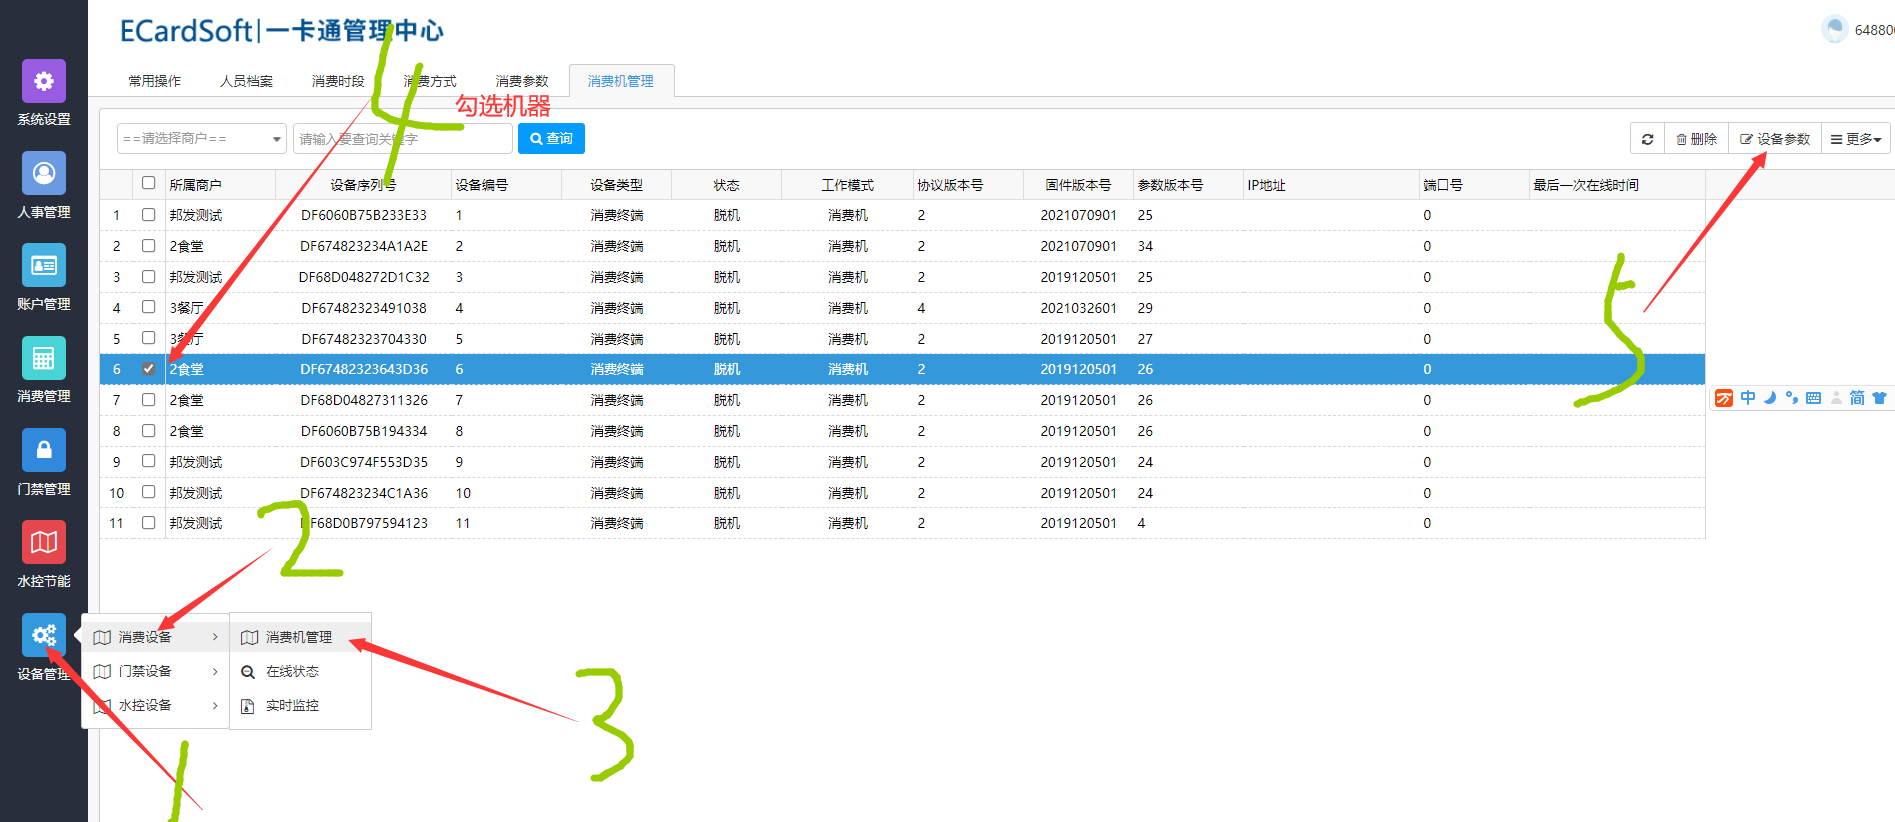 ECardSoft|一卡通管理中心
64880
常用操作 人员档案 消费时段 消费方式 消费参数 消费机管理
4
勾选机器
==请选择商户== 请输入要查询关键字 查询 删除 设备参数 更多
所属商户 设备序列号 设备编号 设备类型 状态 工作模式 协议版本号 固件版本号 参数版本号 IP地址 端口号 最后一次在线时间
1 邦发测试 DF6060B75B233E33 1 消费终端 脱机 消费机 2 2021070901 25 0
2 2食堂 DF674823234A1A2E 2 消费终端 脱机 消费机 2 2021070901 34 0
3 邦发测试 DF68D048272D1C32 3 消费终端 脱机 消费机 2 2019120501 25 0
4 3餐厅 DF67482323491038 4 消费终端 脱机 消费机 4 2021032601 29 0
5 3餐厅 DF67482323704330 5 消费终端 脱机 消费机 2 2019120501 27 0
6 2食堂 DF67482323643D36 6 消费终端 脱机 消费机 2 2019120501 26 0
7 2食堂 DF68D04827311326 7 消费终端 脱机 消费机 2 2019120501 26 0
8 2食堂 DF6060B75B194334 8 消费终端 脱机 消费机 2 2019120501 26 0
9 邦发测试 DF603C974F553D35 9 消费终端 脱机 消费机 2 2019120501 24 0
10 邦发测试 DF674823234C1A36 10 消费终端 脱机 消费机 2 2019120501 24 0
11 邦发测试 DF68D0B797594123 11 消费终端 脱机 消费机 2 2019120501 4 0
5
中 简
系统设置
人事管理
账户管理
消费管理
门禁管理
水控节能
设备管理
2
消费设备 消费机管理
门禁设备 在线状态
水控设备 实时监控
3
1